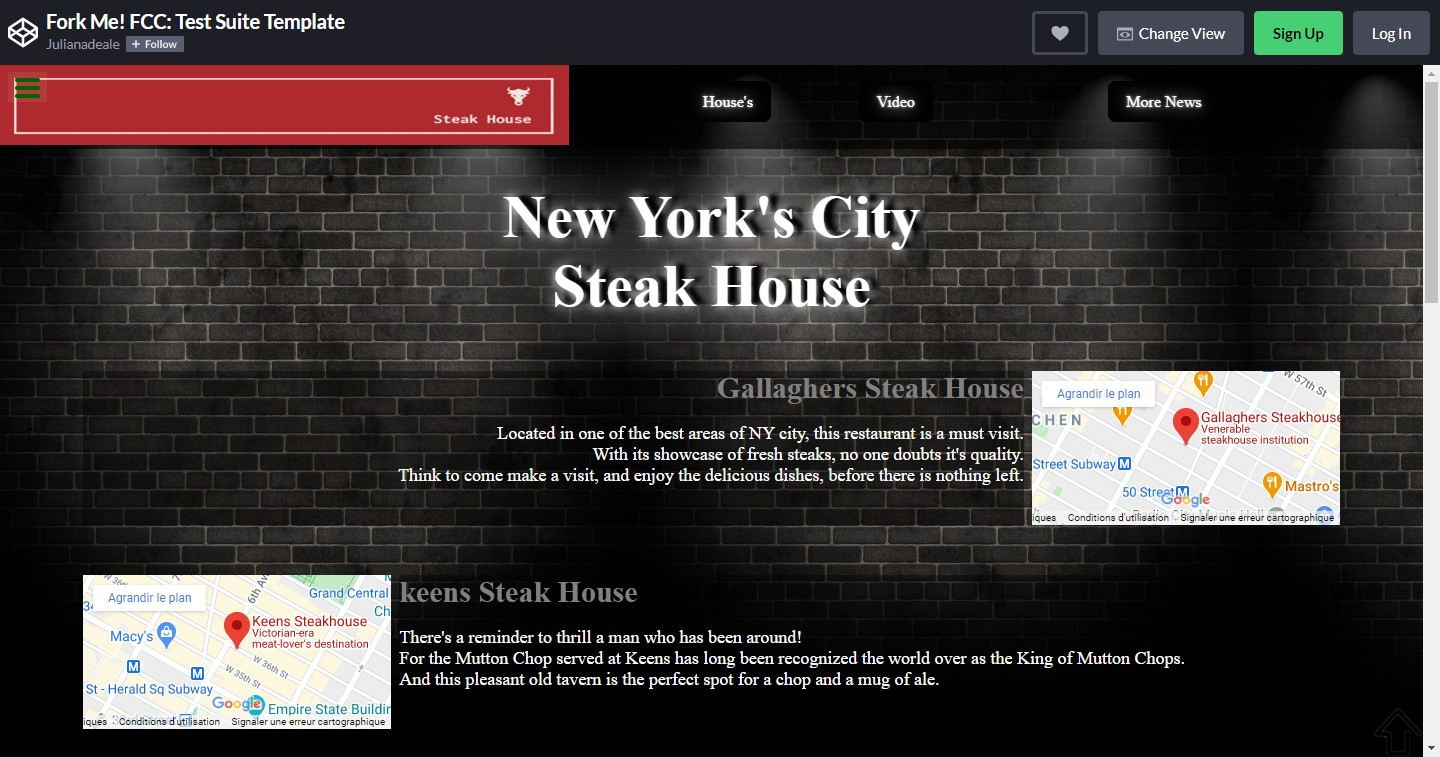 Fork Me! FCC: Test Suite Template
Julianadeale
+ Follow
Change View
Sign Up
Log In
Steak House
House's
Video
More News
New York's City
Steak House
Gallaghers Steak House
Located in one of the best areas of NY city, this restaurant is a must visit.
With its showcase of fresh steaks, no one doubts it's quality.
Think to come make a visit, and enjoy the delicious dishes, before there is nothing left.
Agrandir le plan
W 57th St
CHEN
Gallaghers Steakhouse
Venerable
steakhouse institution
Street Subway M
50 Street M
Mastro's
Google
iques
Conditions d'utilisation
Signaler une erreur cartographique
keens Steak House
There's a reminder to thrill a man who has been around!
For the Mutton Chop served at Keens has long been recognized the world over as the King of Mutton Chops.
And this pleasant old tavern is the perfect spot for a chop and a mug of ale.
Agrandir le plan
6th Av
Grand Central
Macy's
Keens Steakhouse
Victorian-era
meat-lover's destination
M
M
W 36th St
W 35th St
St - Herald Sq Subway
Google
Empire State Buildin
iques
Conditions d'utilisation
Signaler une erreur cartographique